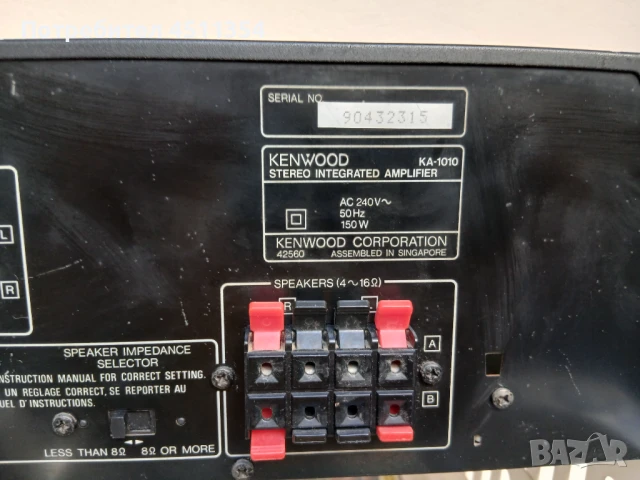 SERIAL NO.
90432315
KENWOOD KA-1010
STEREO INTEGRATED AMPLIFIER
AC 240V~
50Hz
150W
KENWOOD CORPORATION
42560 ASSEMBLED IN SINGAPORE
SPEAKERS (4~16Ω)
R
L
R
A
B
SPEAKER IMPEDANCE
SELECTOR
INSTRUCTION MANUAL FOR CORRECT SETTING.
UN REGLAGE CORRECT, SE REPORTER AU
UEL D'INSTRUCTIONS.
LESS THAN 8Ω 8Ω OR MORE
BAZAR